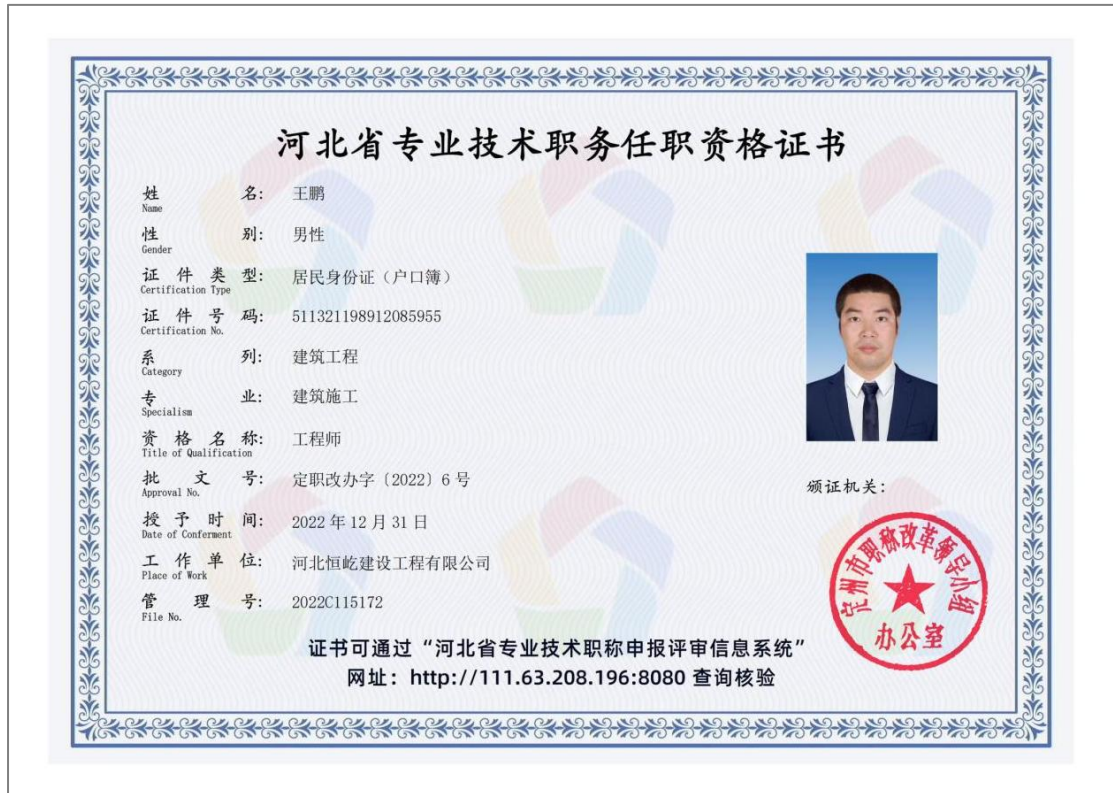 河北省专业技术职务任职资格证书
姓名: 王鹏
Name
性别: 男性
Gender
证件类型: 居民身份证（户口簿）
Certification Type
证件号码: 511321198912085955
Certification No.
系列: 建筑工程
Category
专业: 建筑施工
Specialism
资格名称: 工程师
Title of Qualification
批文号: 定职改办字〔2022〕6 号
Approval No.
授予时间: 2022 年 12 月 31 日
Date of Conferment
工作单位: 河北恒屹建设工程有限公司
Place of Work
管理号: 2022C115172
File No.
颁证机关:
定州市职称改革领导小组
办公室
证书可通过“河北省专业技术职称申报评审信息系统”
网址：http://111.63.208.196:8080 查询核验